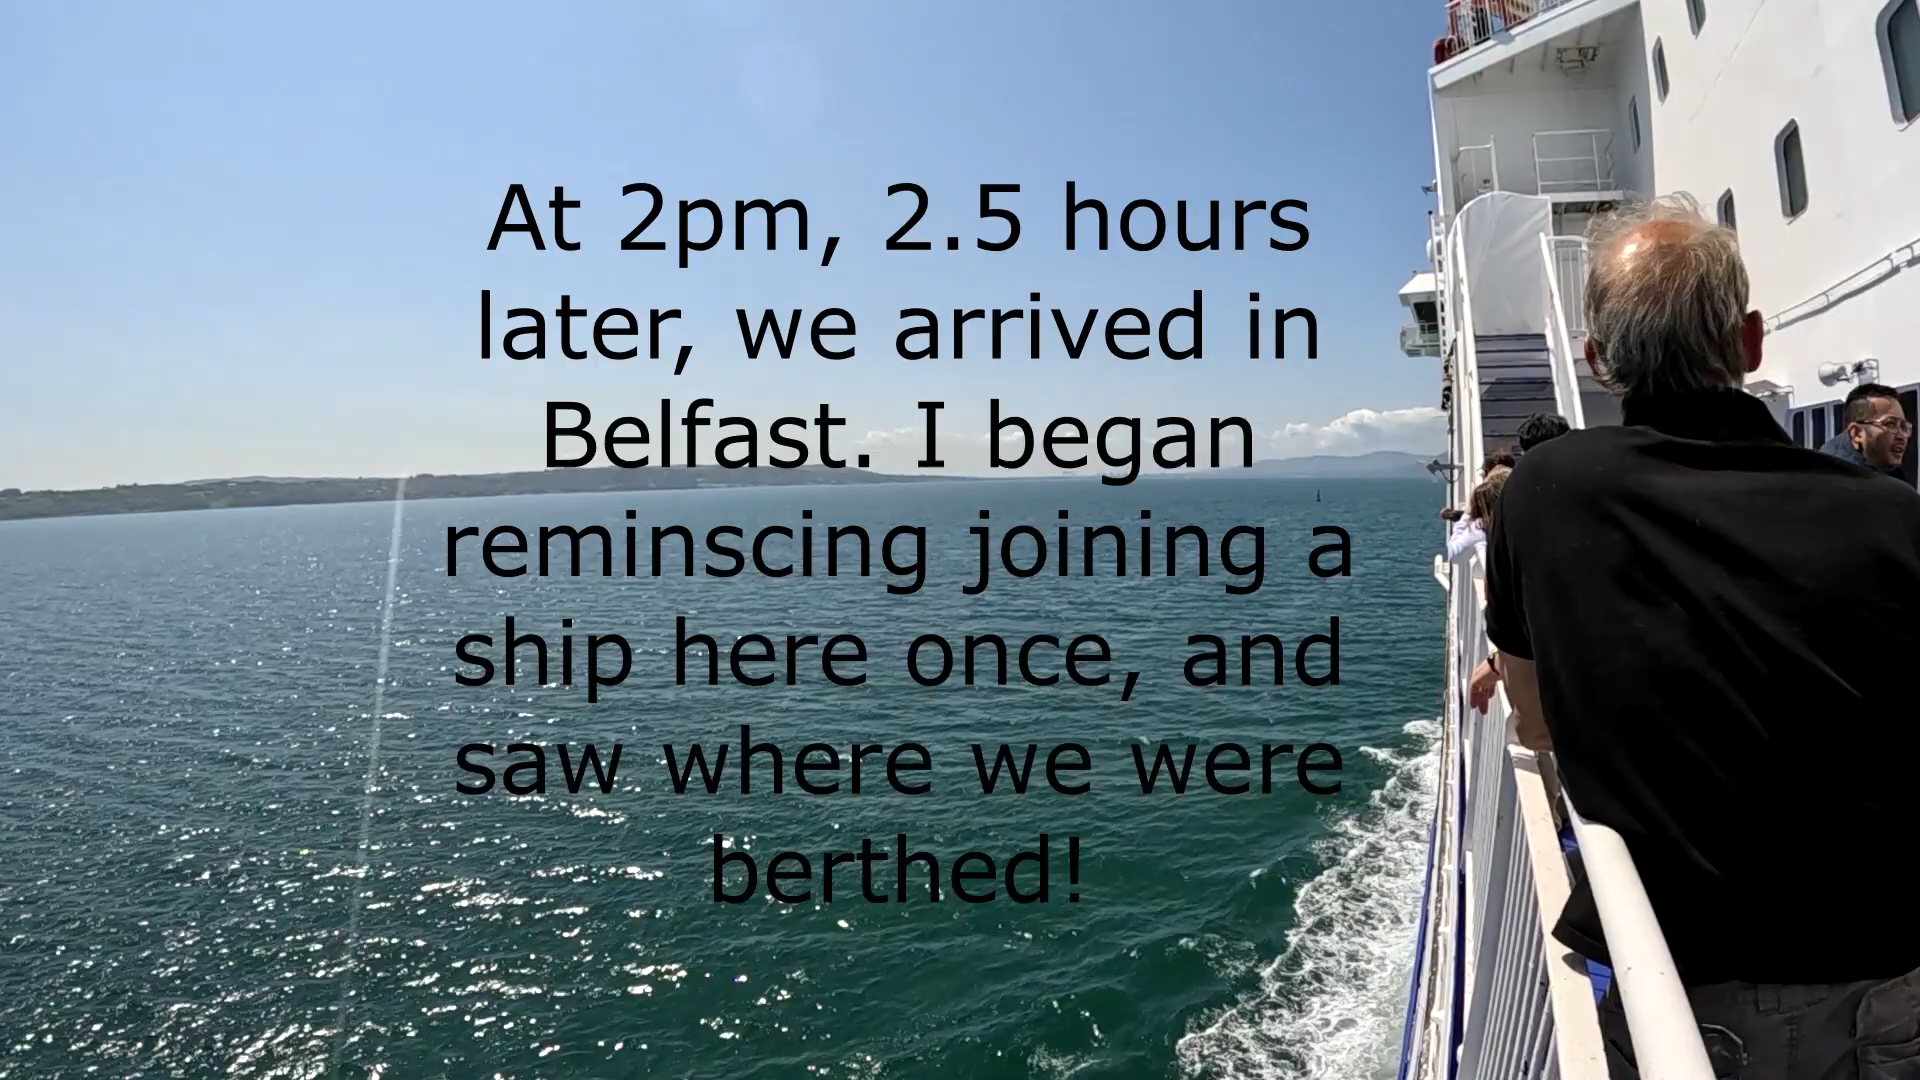 At 2pm, 2.5 hours
later, we arrived in
Belfast. I began
reminscing joining a
ship here once, and
saw where we were
berthed!